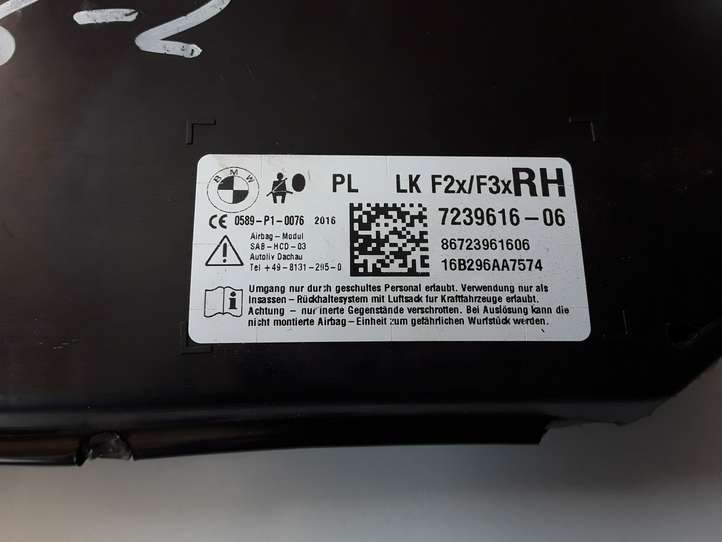 -2
BMW
PL LK F2x/F3xRH
CE 0589-P1-0076 2016
7239616-06
Airbag-Modul
SAB-HCD-03
Autoliv Dachau
Tel +49-8131-295-0
86723961606
16B296AA7574
Umgang nur durch geschultes Personal erlaubt. Verwendung nur als
Insassen-Rückhaltesystem mit Luftsack für Kraftfahrzeuge erlaubt.
Achtung - nur inerte Gegenstände verschrotten. Bei Auslösung kann die
nicht montierte Airbag-Einheit zum gefährlichen Wurfstück werden.